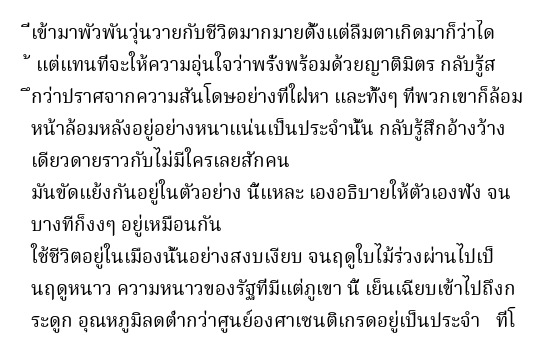 ี่เข้ามาพัวพันวุ่นวายกับชีวิตมากมายตั้งแต่ลืมตาเกิดมาก็ว่าได
้ แต่แทนที่จะให้ความอุ่นใจว่าพรั่งพร้อมด้วยญาติมิตร กลับรู้ส
ึกว่าปราศจากความสันโดษอย่างที่ใฝ่หา และทั้งๆ ที่พวกเขาก็ล้อม
หน้าล้อมหลังอยู่อย่างหนาแน่นเป็นประจำนั้น กลับรู้สึกอ้างว้าง
เดียวดายราวกับไม่มีใครเลยสักคน
มันขัดแย้งกันอยู่ในตัวอย่าง นี้แหละ เองอธิบายให้ตัวเองฟัง จน
บางทีก็งงๆ อยู่เหมือนกัน
ใช้ชีวิตอยู่ในเมืองนั้นอย่างสงบเงียบ จนฤดูใบไม้ร่วงผ่านไปเป็
นฤดูหนาว ความหนาวของรัฐที่มีแต่ภูเขา นี้ เย็นเฉียบเข้าไปถึงก
ระดูก อุณหภูมิลดต่ำกว่าศูนย์องศาเซนติเกรดอยู่เป็นประจำ   ที่โ